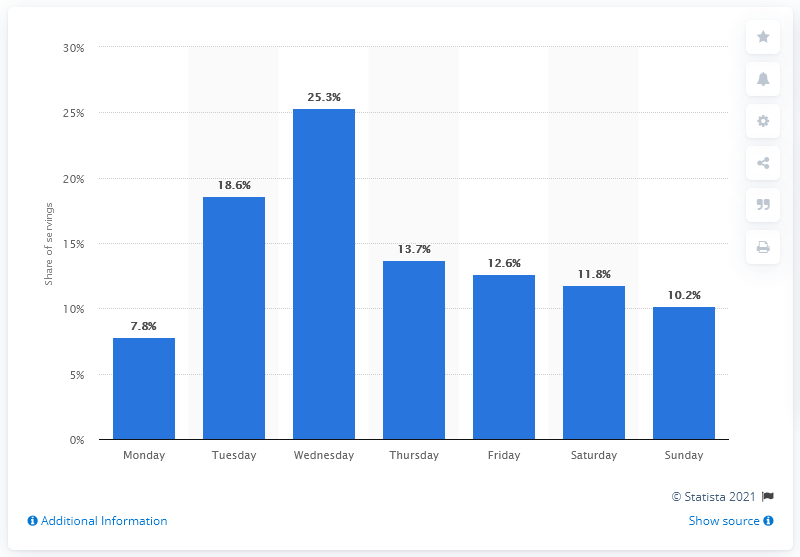 30%
25%
20%
15%
10%
5%
0%
Share of servings
7.8%
18.6%
25.3%
13.7%
12.6%
11.8%
10.2%
Monday
Tuesday
Wednesday
Thursday
Friday
Saturday
Sunday
© Statista 2021
Additional Information
Show source